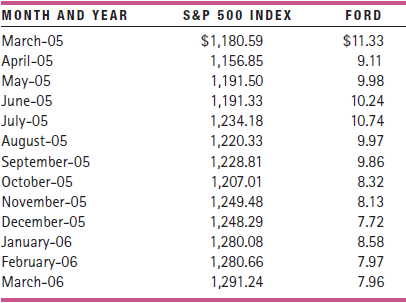 MONTH AND YEAR S&P 500 INDEX FORD
March-05 $1,180.59 $11.33
April-05 1,156.85 9.11
May-05 1,191.50 9.98
June-05 1,191.33 10.24
July-05 1,234.18 10.74
August-05 1,220.33 9.97
September-05 1,228.81 9.86
October-05 1,207.01 8.32
November-05 1,249.48 8.13
December-05 1,248.29 7.72
January-06 1,280.08 8.58
February-06 1,280.66 7.97
March-06 1,291.24 7.96